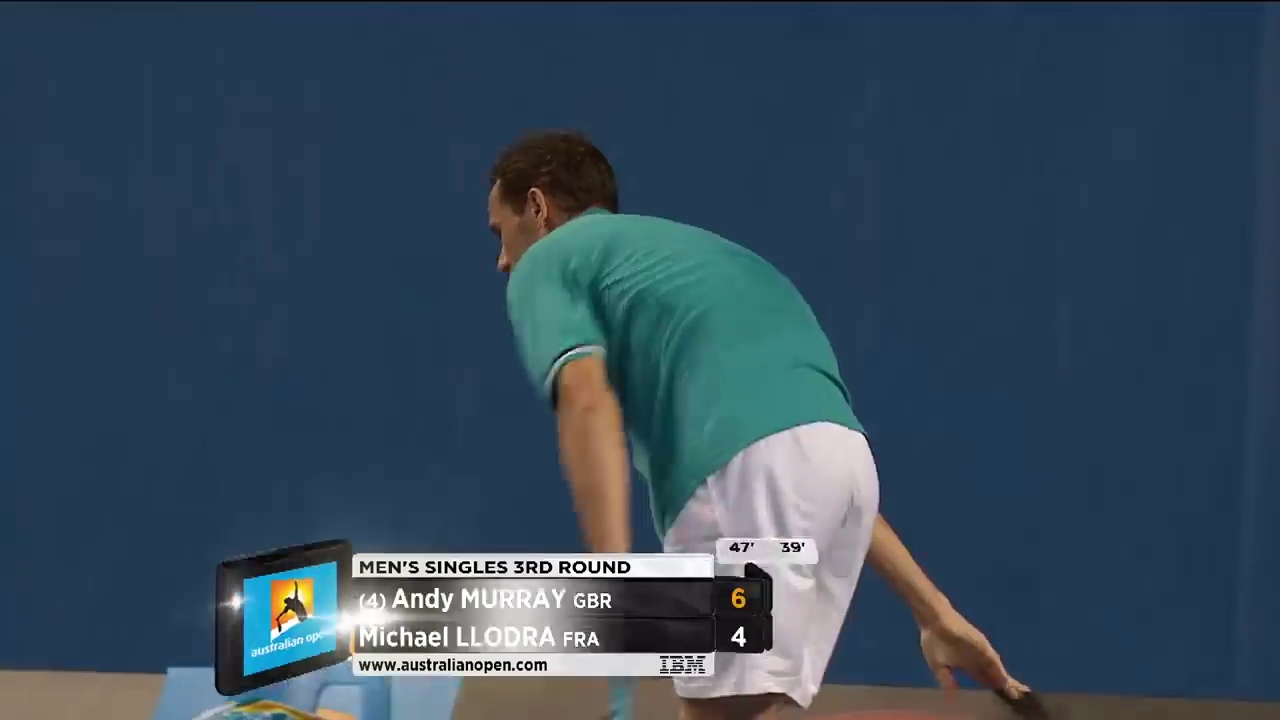 47' 39'
MEN'S SINGLES 3RD ROUND
(4) Andy MURRAY GBR 6
Michael LLODRA FRA 4
www.australianopen.com IBM
australian ope